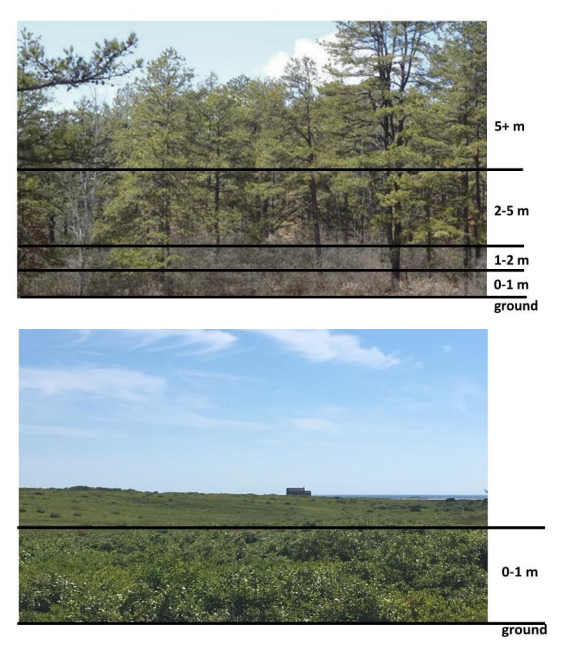 5+ m
2-5 m
1-2 m
0-1 m
ground
0-1 m
ground